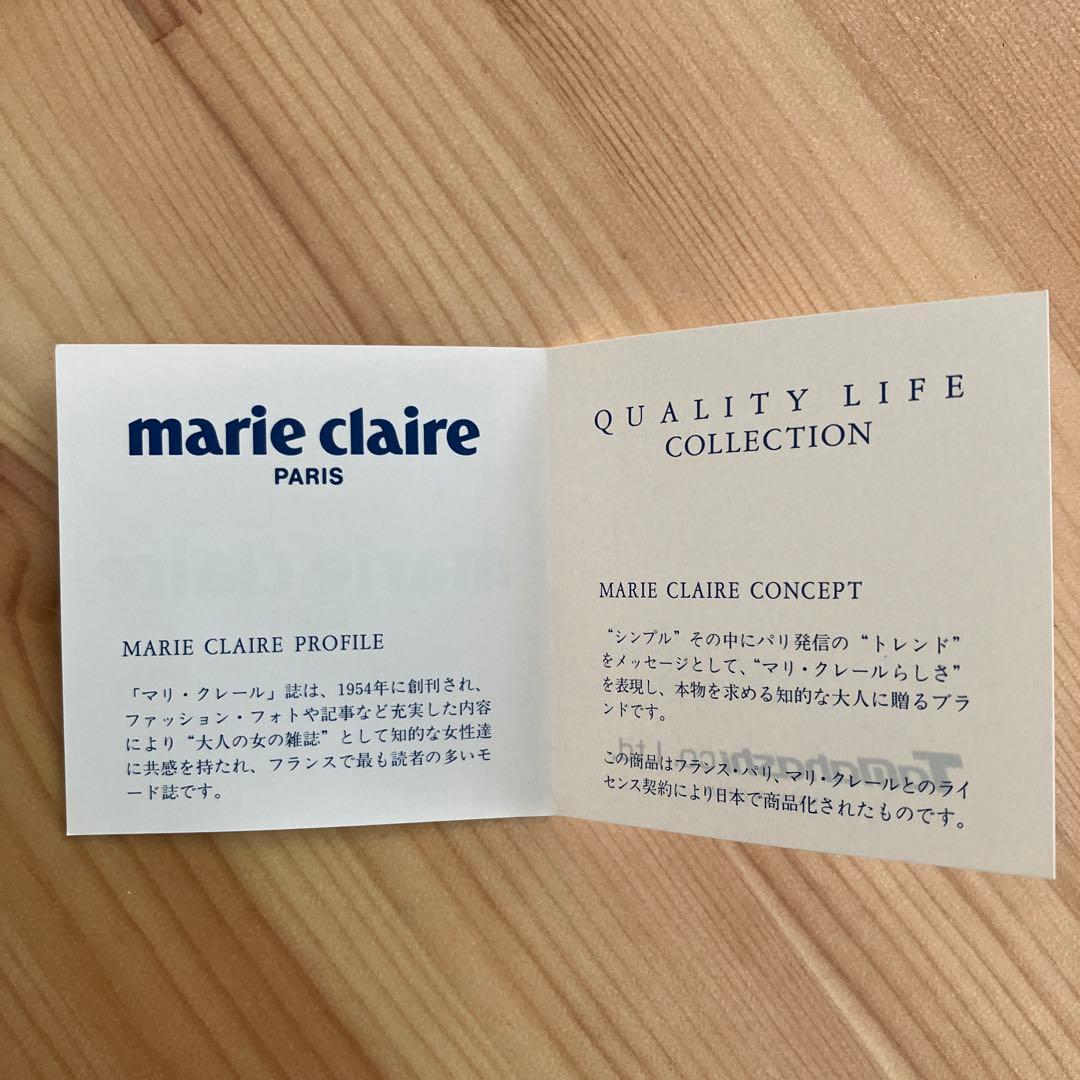 marie claire
PARIS
MARIE CLAIRE PROFILE
「マリ・クレール」誌は、1954年に創刊され、
ファッション・フォトや記事など充実した内容
により“大人の女の雑誌”として知的な女性達
に共感を持たれ、フランスで最も読者の多いモ
ード誌です。
QUALITY LIFE
COLLECTION
MARIE CLAIRE CONCEPT
“シンプル”その中にパリ発信の“トレンド”
をメッセージとして、“マリ・クレールらしさ”
を表現し、本物を求める知的な大人に贈るブラ
ンドです。
この商品はフランス・パリ、マリ・クレールとのライ
センス契約により日本で商品化されたものです。